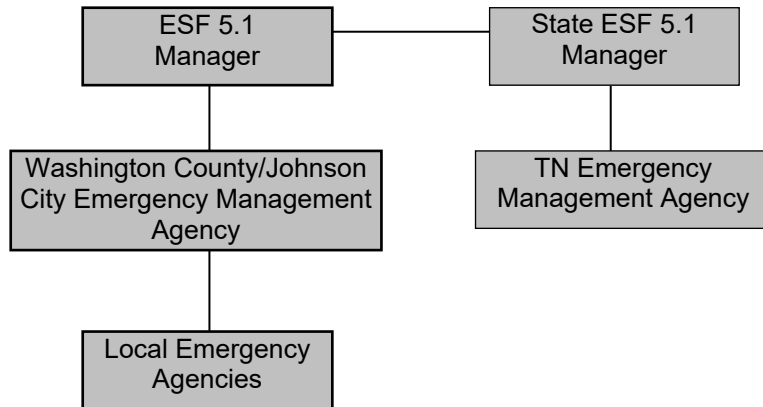 ESF 5.1
Manager
State ESF 5.1
Manager
Washington County/Johnson
City Emergency Management
Agency
TN Emergency
Management Agency
Local Emergency
Agencies